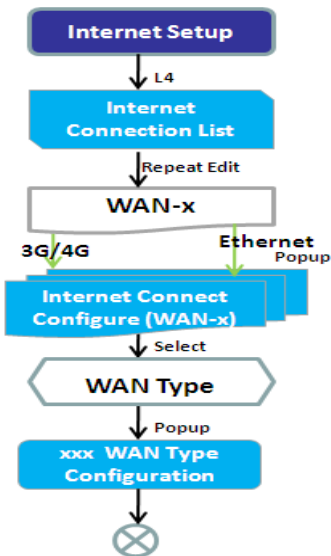 Internet Setup
L4
Internet
Connection List
Repeat Edit
WAN-x
3G/4G
Ethernet
Popup
Internet Connect
Configure (WAN-x)
Select
WAN Type
Popup
xxx WAN Type
Configuration